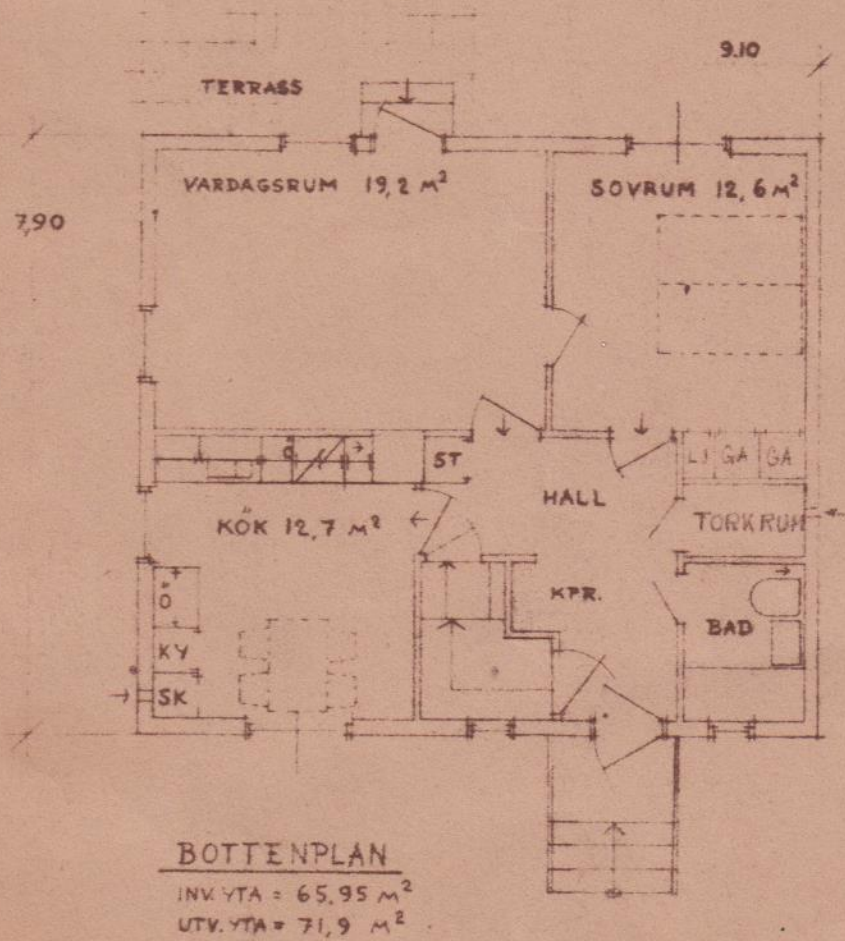 9.10
TERRASS
VARDAGSRUM 19,2 M²
SOVRUM 12,6 M²
7,90
ST
LI GA GA
HALL
TORKRUM
KÖK 12,7 M²
KPR.
Ö
BAD
KY
SK
BOTTENPLAN
INV. YTA = 65,95 M²
UTV. YTA = 71,9 M²